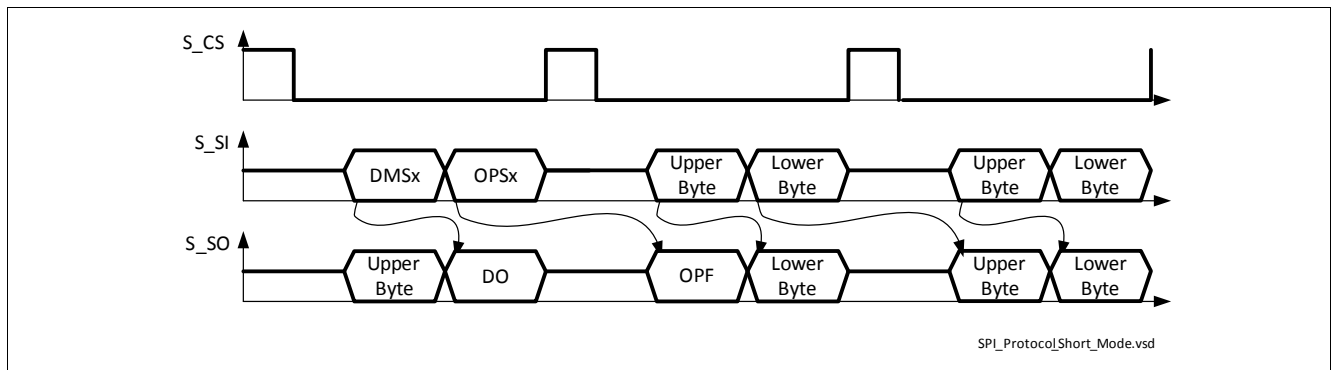 S_CS
S_SI
DMSx
OPSx
Upper
Byte
Lower
Byte
Upper
Byte
Lower
Byte
S_SO
Upper
Byte
DO
OPF
Lower
Byte
Upper
Byte
Lower
Byte
SPI_Protocol_Short_Mode.vsd